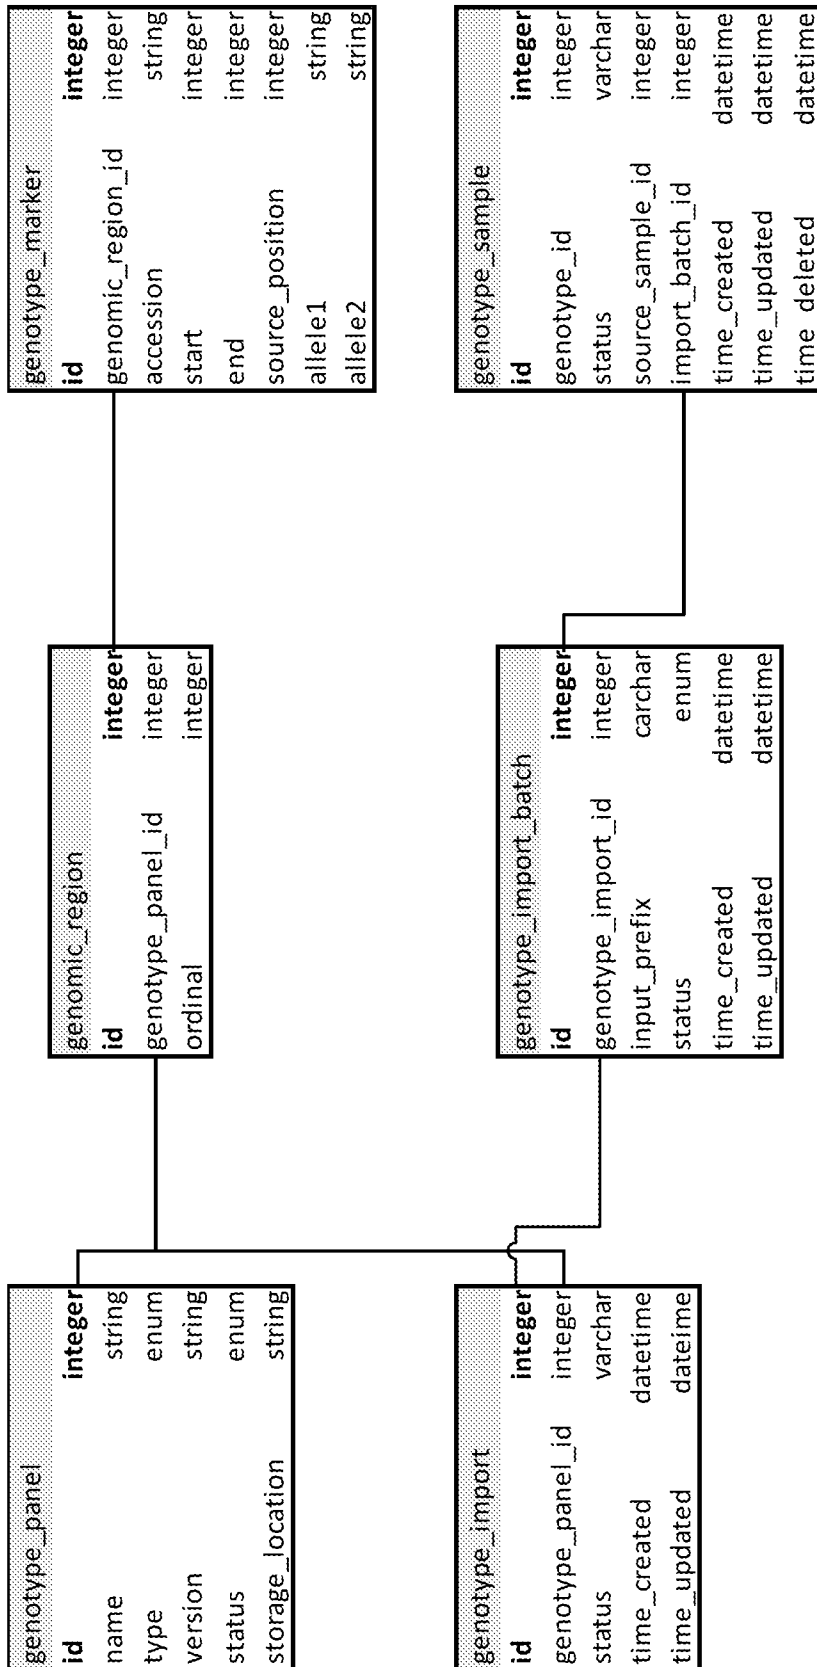 genotype_panel
id integer
name string
type enum
version string
status enum
storage_location string
genomic_region
id integer
genotype_panel_id integer
ordinal integer
genotype_marker
id integer
genomic_region_id integer
accession string
start integer
end integer
source_position integer
allele1 string
allele2 string
genotype_import
id integer
genotype_panel_id integer
status varchar
time_created datetime
time_updated dateime
genotype_import_batch
id integer
genotype_import_id integer
input_prefix carchar
status enum
time_created datetime
time_updated datetime
genotype_sample
id integer
genotype_id integer
status varchar
source_sample_id integer
import_batch_id integer
time_created datetime
time_updated datetime
time_deleted datetime